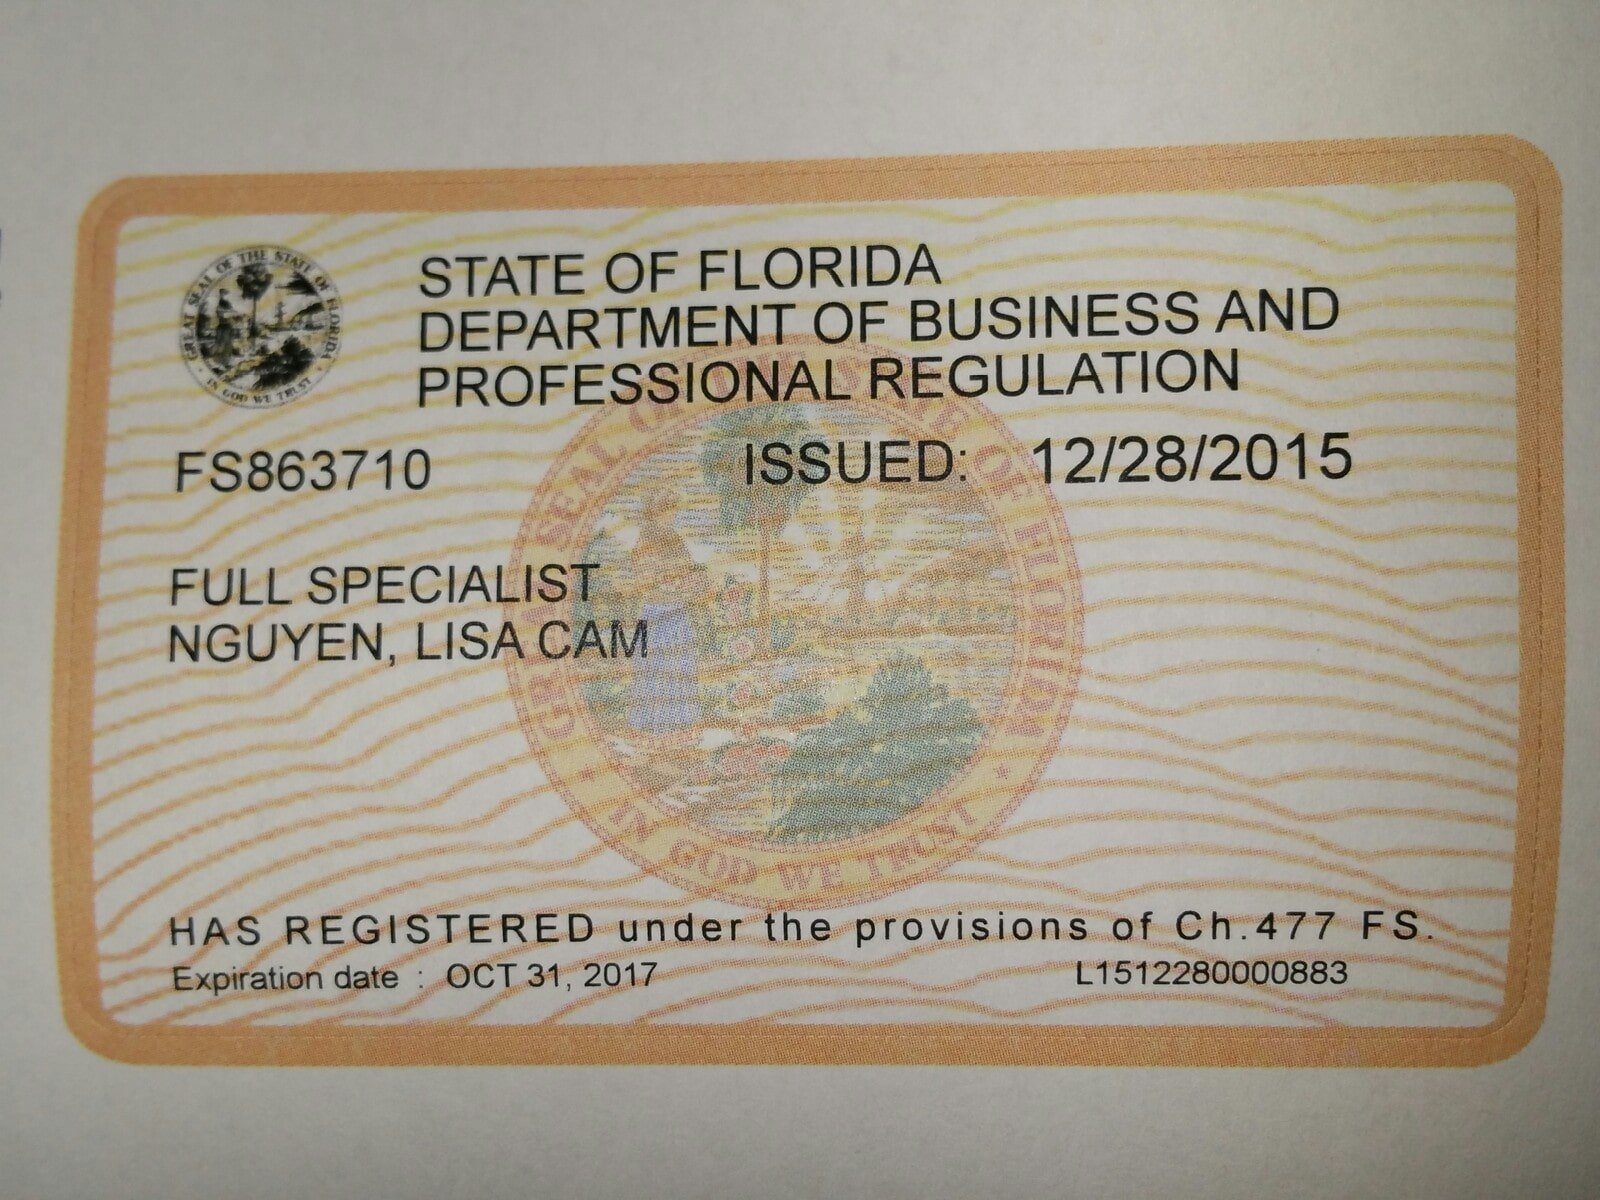 GREAT SEAL OF THE STATE OF FLORIDA
IN GOD WE TRUST
STATE OF FLORIDA
DEPARTMENT OF BUSINESS AND
PROFESSIONAL REGULATION
FS863710 ISSUED: 12/28/2015
FULL SPECIALIST
NGUYEN, LISA CAM
GREAT SEAL OF THE STATE OF FLORIDA
IN GOD WE TRUST
HAS REGISTERED under the provisions of Ch.477 FS.
Expiration date : OCT 31, 2017 L1512280000883